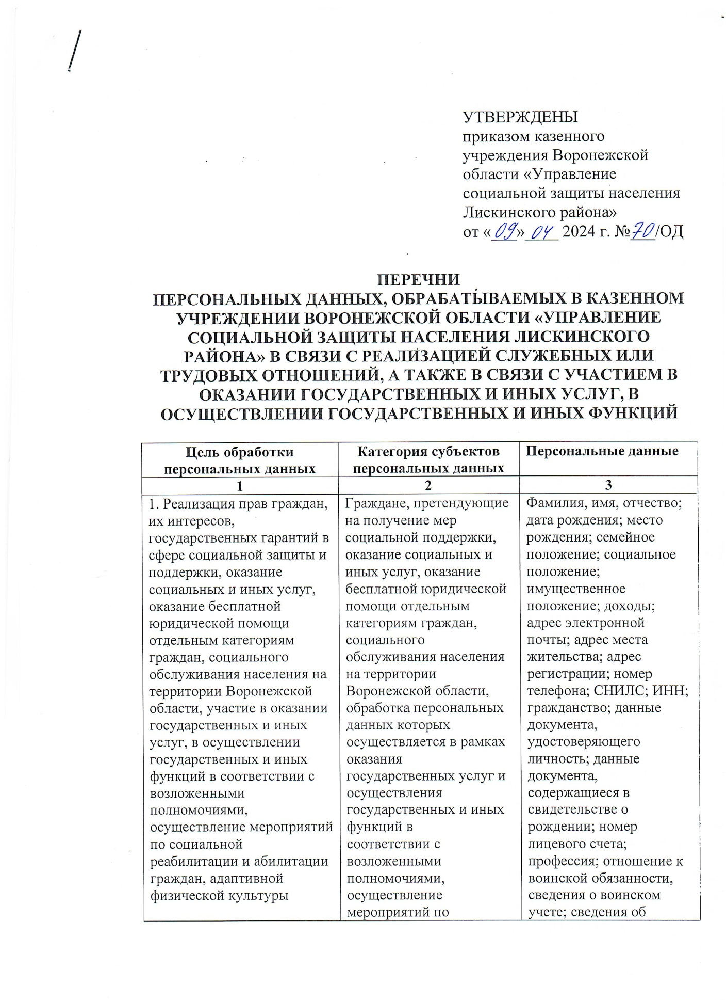 УТВЕРЖДЕНЫ
приказом казенного
учреждения Воронежской
области «Управление
социальной защиты населения
Лискинского района»
от «09» 04 2024 г. №70/ОД
ПЕРЕЧНИ
ПЕРСОНАЛЬНЫХ ДАННЫХ, ОБРАБАТЫВАЕМЫХ В КАЗЕННОМ
УЧРЕЖДЕНИИ ВОРОНЕЖСКОЙ ОБЛАСТИ «УПРАВЛЕНИЕ
СОЦИАЛЬНОЙ ЗАЩИТЫ НАСЕЛЕНИЯ ЛИСКИНСКОГО
РАЙОНА» В СВЯЗИ С РЕАЛИЗАЦИЕЙ СЛУЖЕБНЫХ ИЛИ
ТРУДОВЫХ ОТНОШЕНИЙ, А ТАКЖЕ В СВЯЗИ С УЧАСТИЕМ В
ОКАЗАНИИ ГОСУДАРСТВЕННЫХ И ИНЫХ УСЛУГ, В
ОСУЩЕСТВЛЕНИИ ГОСУДАРСТВЕННЫХ И ИНЫХ ФУНКЦИЙ
Цель обработки
персональных данных
Категория субъектов
персональных данных
Персональные данные
1
2
3
1. Реализация прав граждан,
их интересов,
государственных гарантий в
сфере социальной защиты и
поддержки, оказание
социальных и иных услуг,
оказание бесплатной
юридической помощи
отдельным категориям
граждан, социального
обслуживания населения на
территории Воронежской
области, участие в оказании
государственных и иных
услуг, в осуществлении
государственных и иных
функций в соответствии с
возложенными
полномочиями,
осуществление мероприятий
по социальной
реабилитации и абилитации
граждан, адаптивной
физической культуры
Граждане, претендующие
на получение мер
социальной поддержки,
оказание социальных и
иных услуг, оказание
бесплатной юридической
помощи отдельным
категориям граждан,
социального
обслуживания населения
на территории
Воронежской области,
обработка персональных
данных которых
осуществляется в рамках
оказания
государственных услуг и
осуществления
государственных и иных
функций в
соответствии с
возложенными
полномочиями,
осуществление
мероприятий по
Фамилия, имя, отчество;
дата рождения; место
рождения; семейное
положение; социальное
положение;
имущественное
положение; доходы;
адрес электронной
почты; адрес места
жительства; адрес
регистрации; номер
телефона; СНИЛС; ИНН;
гражданство; данные
документа,
удостоверяющего
личность; данные
документа,
содержащиеся в
свидетельстве о
рождении; номер
лицевого счета;
профессия; отношение к
воинской обязанности,
сведения о воинском
учете; сведения об